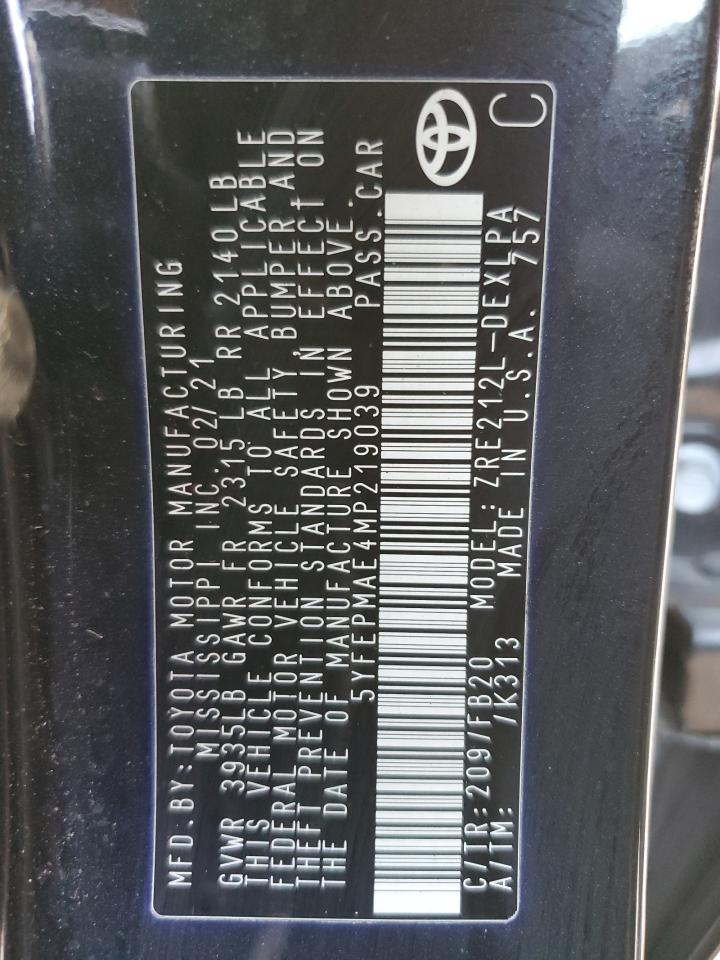 MFD.BY:TOYOTA MOTOR MANUFACTURING
MISSISSIPPI INC. 02/21
GVWR 3935LB GAWR FR 2315 LB RR 2140LB
THIS VEHICLE CONFORMS TO ALL APPLICABLE
FEDERAL MOTOR VEHICLE SAFETY, BUMPER AND
THEFT PREVENTION STANDARDS IN EFFECT ON
THE DATE OF MANUFACTURE SHOWN ABOVE.
5YFEPMAE4MP219039 PASS.CAR
C/TR:209/FB20 MODEL:ZRE212L-DEXLPA
A/TM: /K313 MADE IN U.S.A. 757
C